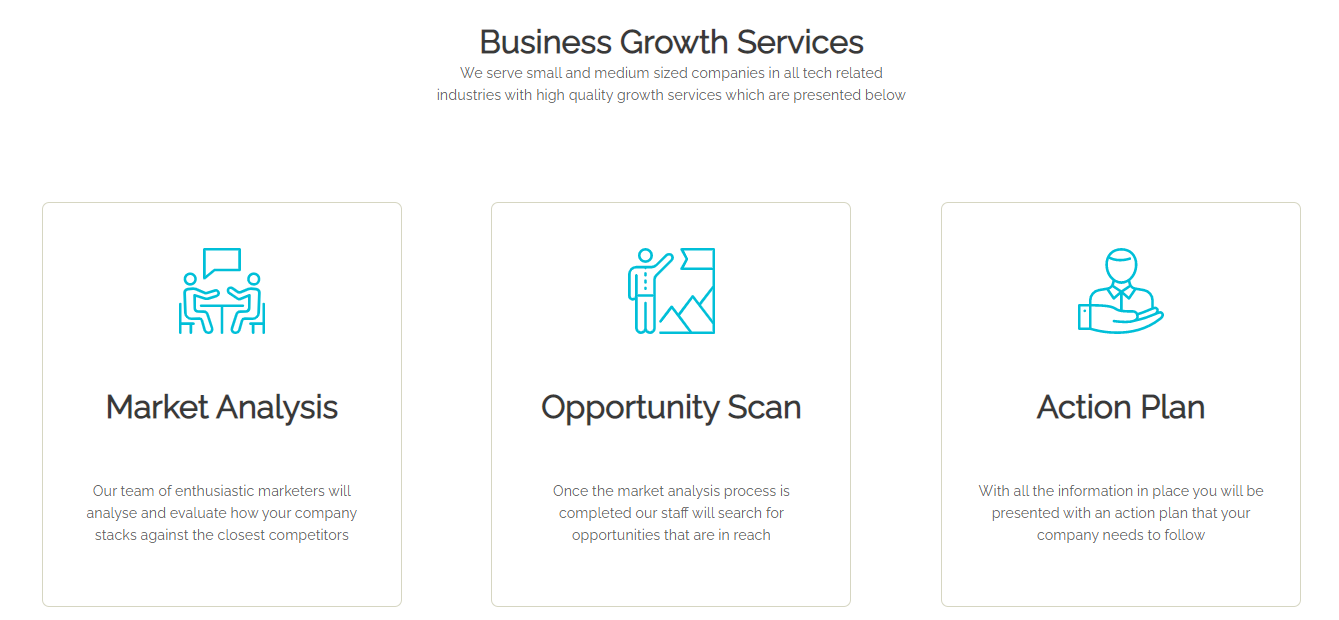 Business Growth Services
We serve small and medium sized companies in all tech related
industries with high quality growth services which are presented below
Market Analysis
Our team of enthusiastic marketers will
analyse and evaluate how your company
stacks against the closest competitors
Opportunity Scan
Once the market analysis process is
completed our staff will search for
opportunities that are in reach
Action Plan
With all the information in place you will be
presented with an action plan that your
company needs to follow